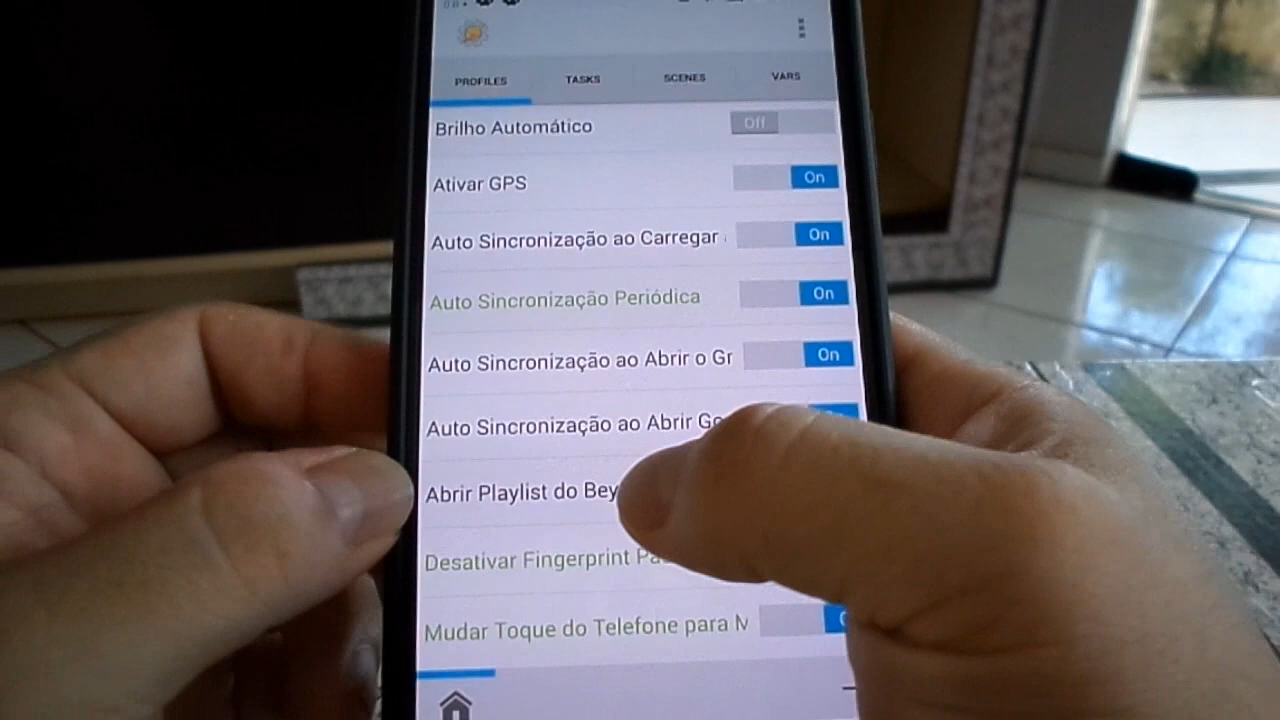 PROFILES TASKS SCENES VARS
Brilho Automático Off
Ativar GPS On
Auto Sincronização ao Carregar On
Auto Sincronização Periódica On
Auto Sincronização ao Abrir o Gr On
Auto Sincronização ao Abrir Go
Abrir Playlist do Bey
Desativar Fingerprint
Mudar Toque do Telefone para